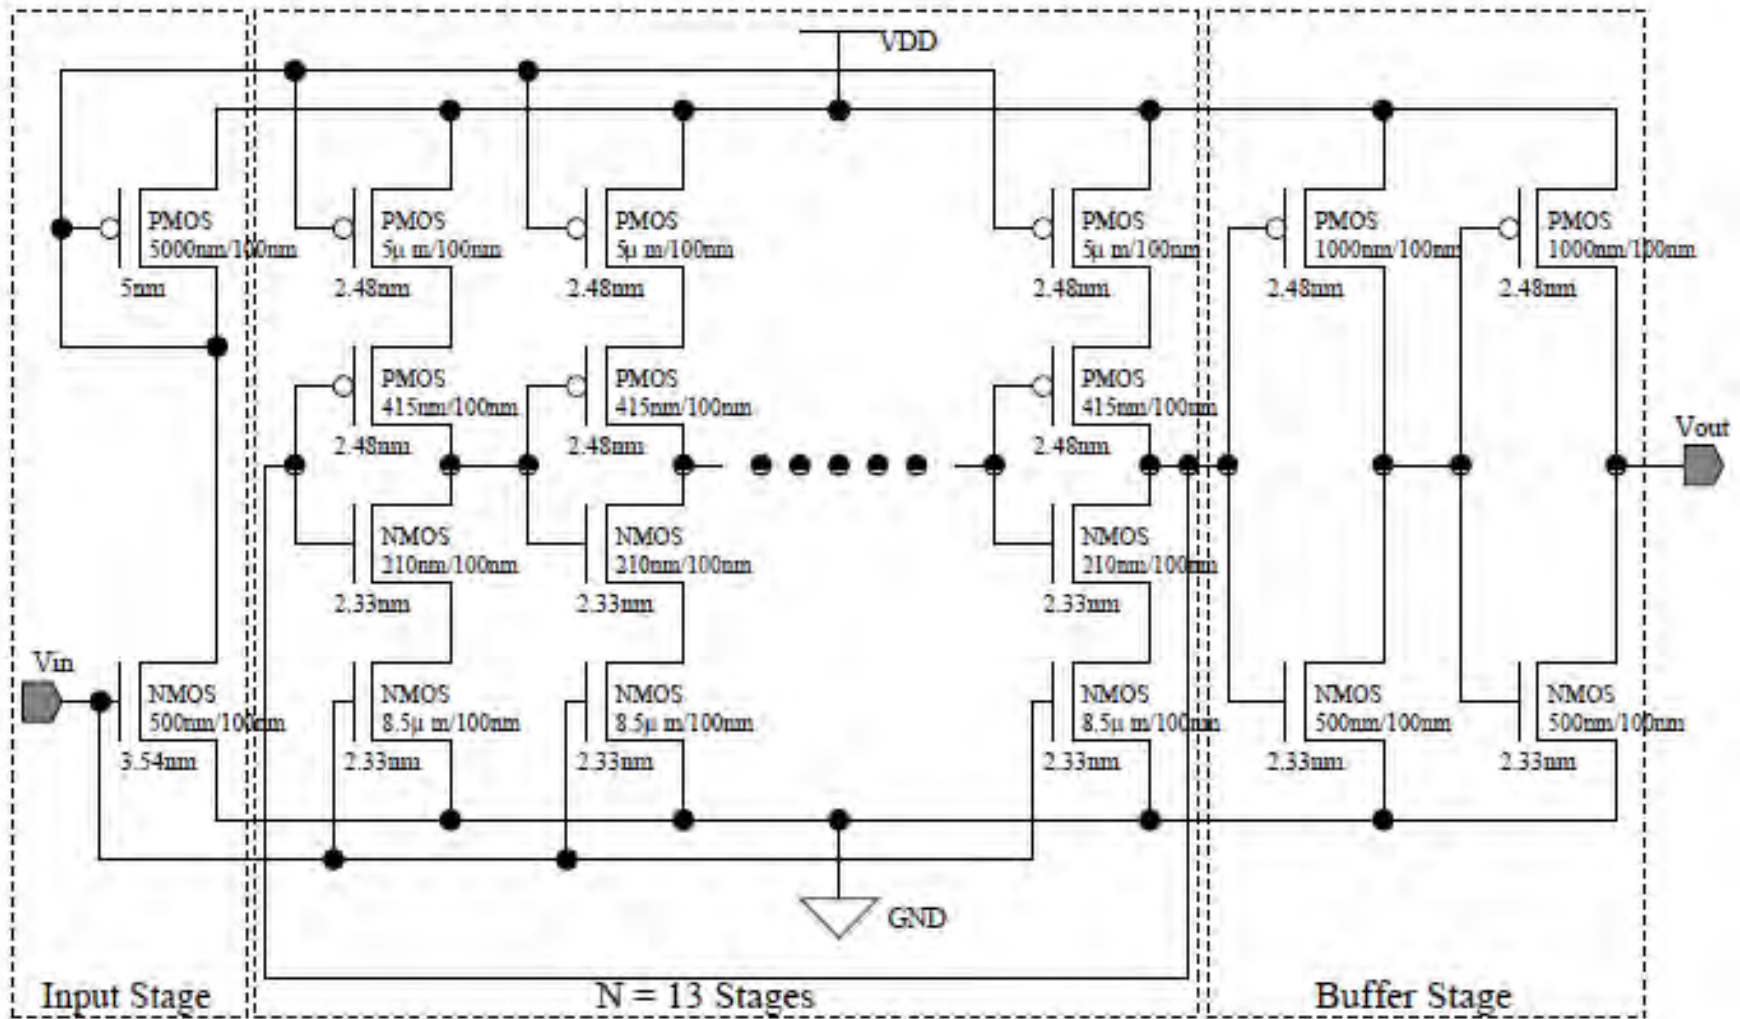 VDD
PMOS
5000nm/100nm
5nm
PMOS
5μ m/100nm
2.48nm
PMOS
5μ m/100nm
2.48nm
PMOS
5μ m/100nm
2.48nm
PMOS
1000nm/100nm
2.48nm
PMOS
1000nm/100nm
2.48nm
PMOS
415nm/100nm
2.48nm
PMOS
415nm/100nm
2.48nm
PMOS
415nm/100nm
2.48nm
Vout
NMOS
210nm/100nm
2.33nm
NMOS
210nm/100nm
2.33nm
NMOS
210nm/100nm
2.33nm
Vin
NMOS
500nm/100nm
3.54nm
NMOS
8.5μ m/100nm
2.33nm
NMOS
8.5μ m/100nm
2.33nm
NMOS
8.5μ m/100nm
2.33nm
NMOS
500nm/100nm
2.33nm
NMOS
500nm/100nm
2.33nm
GND
Input Stage
N = 13 Stages
Buffer Stage